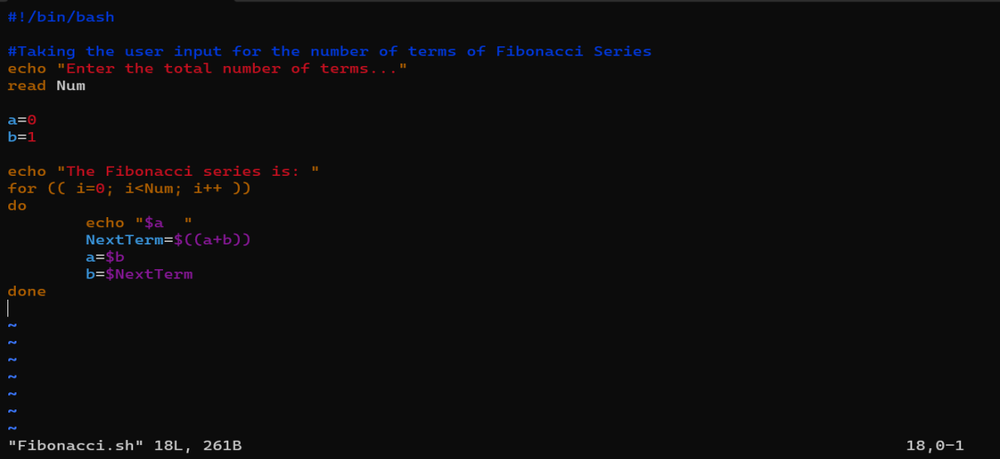 #!/bin/bash

#Taking the user input for the number of terms of Fibonacci Series
echo "Enter the total number of terms..."
read Num

a=0
b=1

echo "The Fibonacci series is: "
for (( i=0; i<Num; i++ ))
do
        echo "$a  "
        NextTerm=$((a+b))
        a=$b
        b=$NextTerm
done

~
~
~
~
~
~
~
"Fibonacci.sh" 18L, 261B 18,0-1